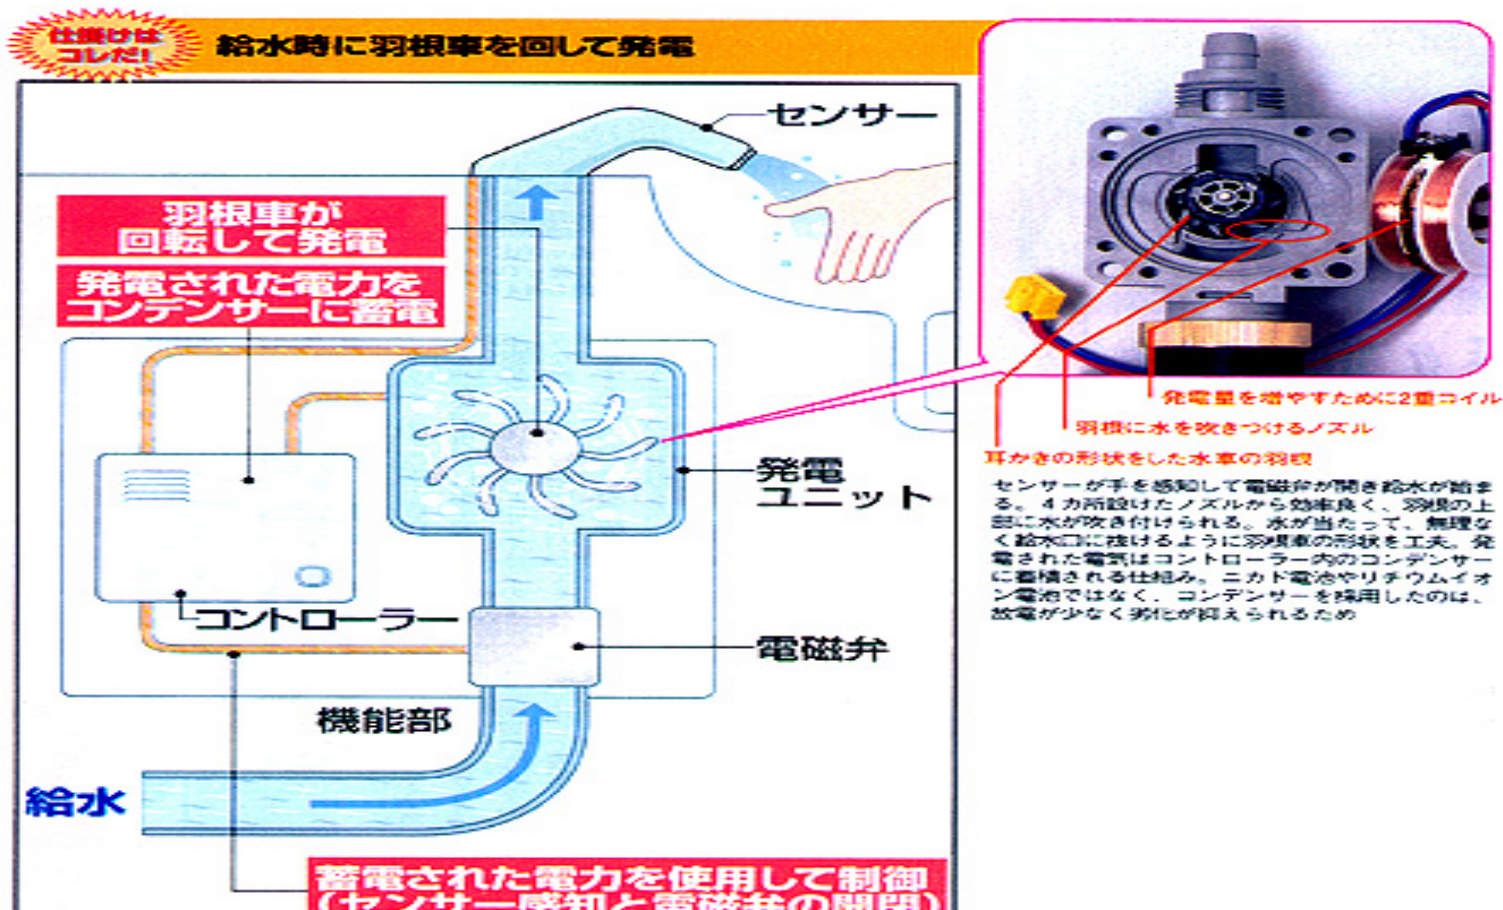 仕掛けは
コレだ!
給水時に羽根車を回して発電
センサー
羽根車が
回転して発電
発電された電力を
コンデンサーに蓄電
発電
ユニット
コントローラー
電磁弁
機能部
給水
蓄電された電力を使用して制御
(センサー感知と電磁弁の開閉)
発電量を増やすために2重コイル
羽根に水を吹きつけるノズル
耳かきの形状をした水車の羽根
センサーが手を感知して電磁弁が開き給水が始ま
る。4カ所設けたノズルから効率良く、羽根の上
部に水が吹き付けられる。水が当たって、無理な
く給水口に抜けるように羽根車の形状を工夫。発
電された電気はコントローラー内のコンデンサー
に蓄積される仕組み。ニカド電池やリチウムイオ
ン電池ではなく、コンデンサーを採用したのは、
放電が少なく劣化が抑えられるため